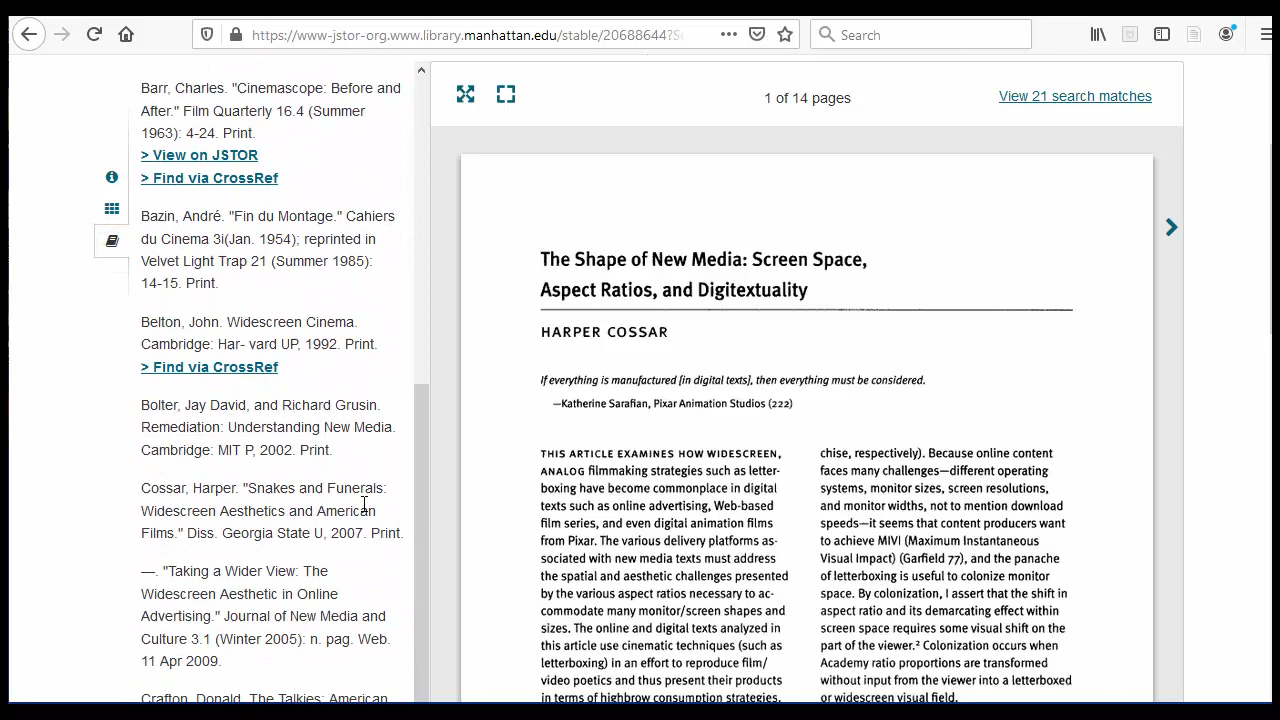 https://www-jstor-org.www.library.manhattan.edu/stable/20688644?S
Search
Barr, Charles. "Cinemascope: Before and
After." Film Quarterly 16.4 (Summer
1963): 4-24. Print.
> View on JSTOR
> Find via CrossRef
Bazin, André. "Fin du Montage." Cahiers
du Cinema 3i(Jan. 1954); reprinted in
Velvet Light Trap 21 (Summer 1985):
14-15. Print.
Belton, John. Widescreen Cinema.
Cambridge: Har- vard UP, 1992. Print.
> Find via CrossRef
Bolter, Jay David, and Richard Grusin.
Remediation: Understanding New Media.
Cambridge: MIT P, 2002. Print.
Cossar, Harper. "Snakes and Funerals:
Widescreen Aesthetics and American
Films." Diss. Georgia State U, 2007. Print.
—. "Taking a Wider View: The
Widescreen Aesthetic in Online
Advertising." Journal of New Media and
Culture 3.1 (Winter 2005): n. pag. Web.
11 Apr 2009.
Crafton, Donald. The Talkies: American
1 of 14 pages
View 21 search matches
The Shape of New Media: Screen Space,
Aspect Ratios, and Digitextuality
HARPER COSSAR
If everything is manufactured [in digital texts], then everything must be considered.
—Katherine Sarafian, Pixar Animation Studios (222)
THIS ARTICLE EXAMINES HOW WIDESCREEN,
ANALOG filmmaking strategies such as letter-
boxing have become commonplace in digital
texts such as online advertising, Web-based
film series, and even digital animation films
from Pixar. The various delivery platforms as-
sociated with new media texts must address
the spatial and aesthetic challenges presented
by the various aspect ratios necessary to ac-
commodate many monitor/screen shapes and
sizes. The online and digital texts analyzed in
this article use cinematic techniques (such as
letterboxing) in an effort to reproduce film/
video poetics and thus present their products
in terms of highbrow consumption strategies.
chise, respectively). Because online content
faces many challenges—different operating
systems, monitor sizes, screen resolutions,
and monitor widths, not to mention download
speeds—it seems that content producers want
to achieve MIVI (Maximum Instantaneous
Visual Impact) (Garfield 77), and the panache
of letterboxing is useful to colonize monitor
space. By colonization, I assert that the shift in
aspect ratio and its demarcating effect within
screen space requires some visual shift on the
part of the viewer.² Colonization occurs when
Academy ratio proportions are transformed
without input from the viewer into a letterboxed
or widescreen visual field.